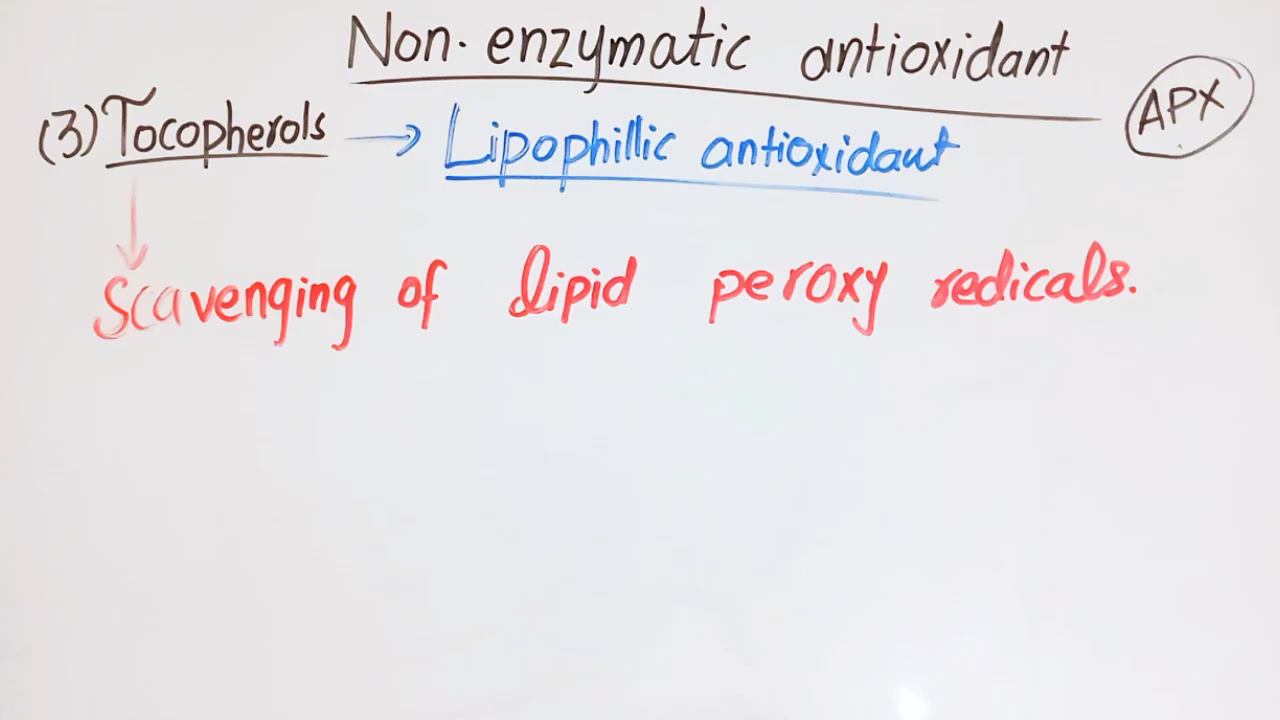 Non-enzymatic antioxidant
APX
(3) Tocopherols → Lipophillic antioxidant
Scavenging of lipid peroxy redicals.